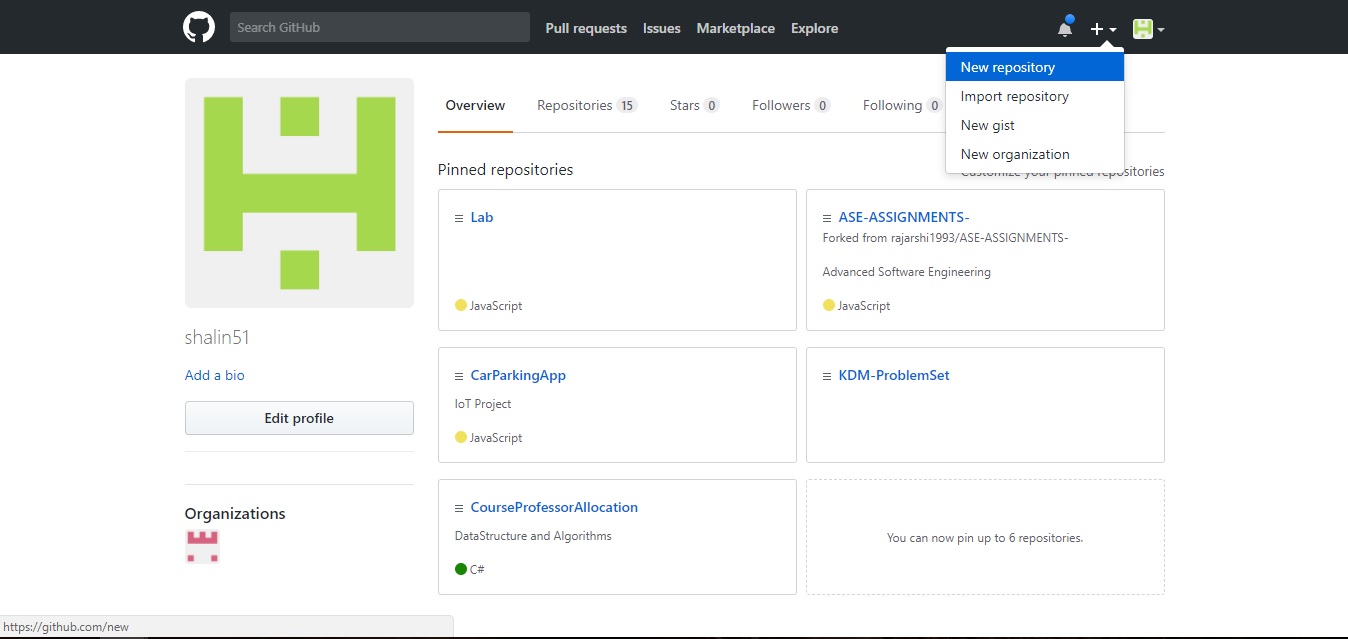 Search GitHub Pull requests Issues Marketplace Explore
New repository
Import repository
New gist
New organization
Overview Repositories 15 Stars 0 Followers 0 Following 0
Pinned repositories
Customize your pinned repositories
Lab
JavaScript
ASE-ASSIGNMENTS-
Forked from rajarshi1993/ASE-ASSIGNMENTS-
Advanced Software Engineering
JavaScript
shalin51
Add a bio
Edit profile
Organizations
CarParkingApp
IoT Project
JavaScript
KDM-ProblemSet
CourseProfessorAllocation
DataStructure and Algorithms
C#
You can now pin up to 6 repositories.
https://github.com/new